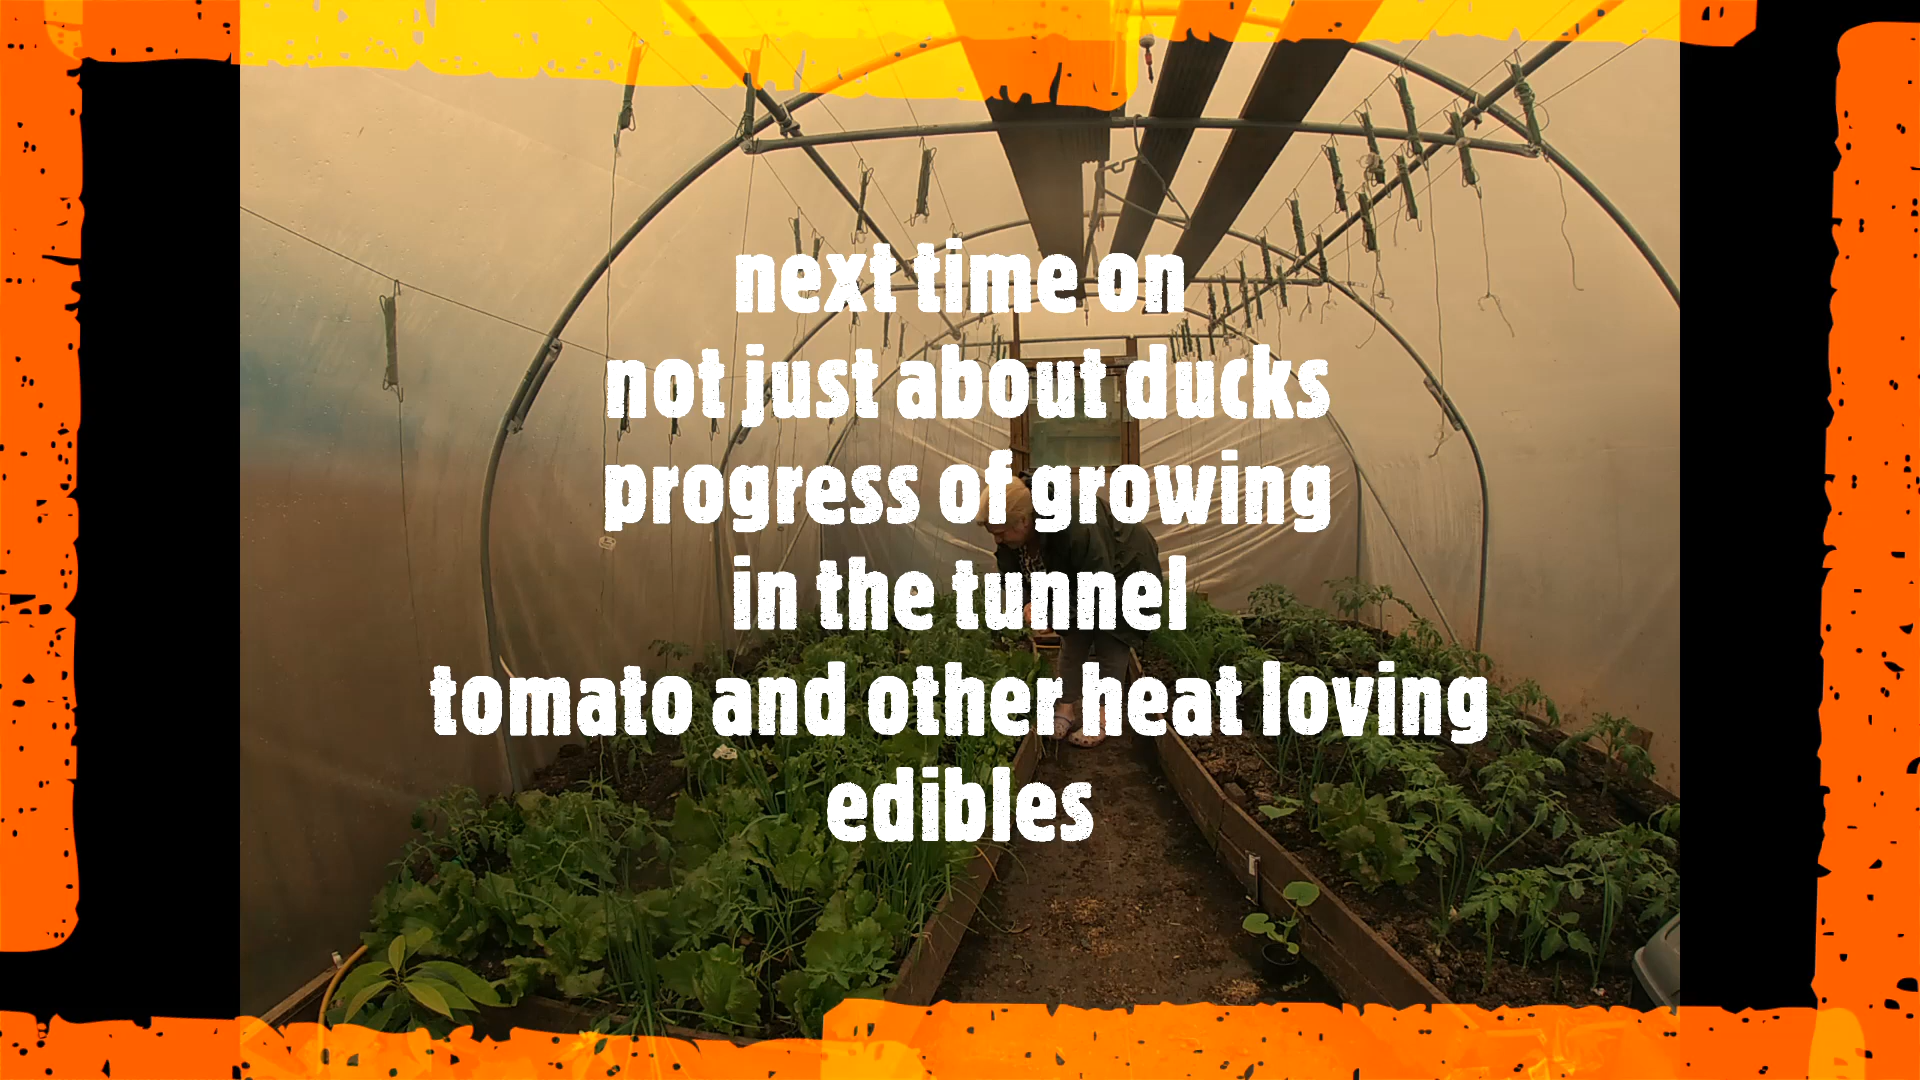 next time on
not just about ducks
progress of growing
in the tunnel
tomato and other heat loving
edibles